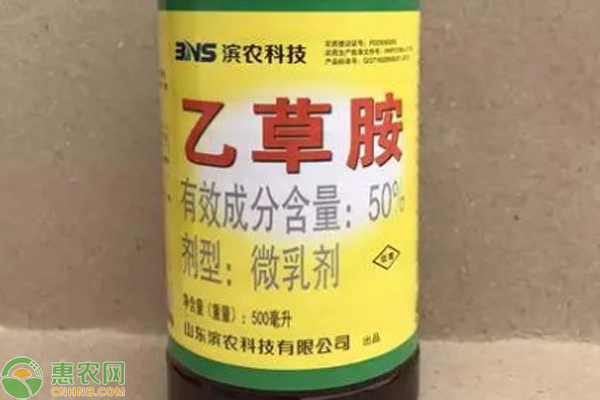 BNS 滨农科技
乙草胺
有效成分含量：50%
剂型：微乳剂
低毒
净含量（重量）：500毫升
山东滨农科技有限公司 出品
惠农网
CNHNB.COM